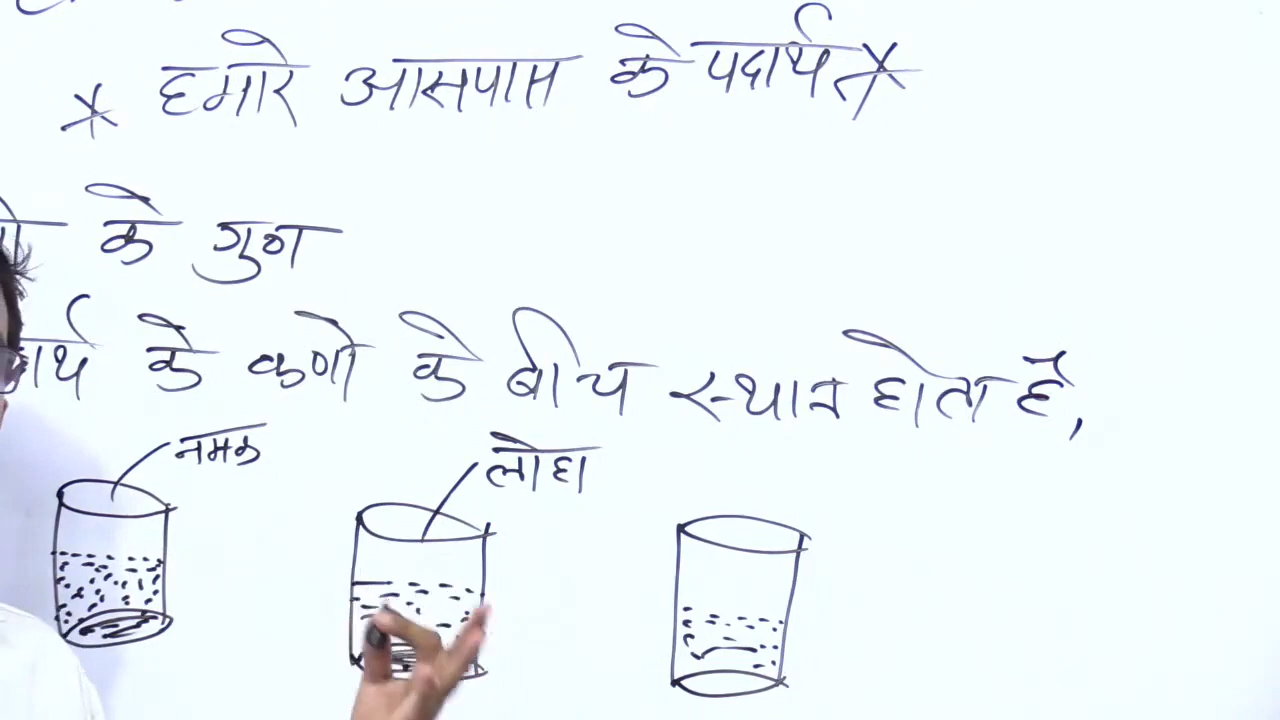 * हमारे आसपास के पदार्थ *
के गुण
के कणो के बीच स्थान होता है,
नमक
लोहा